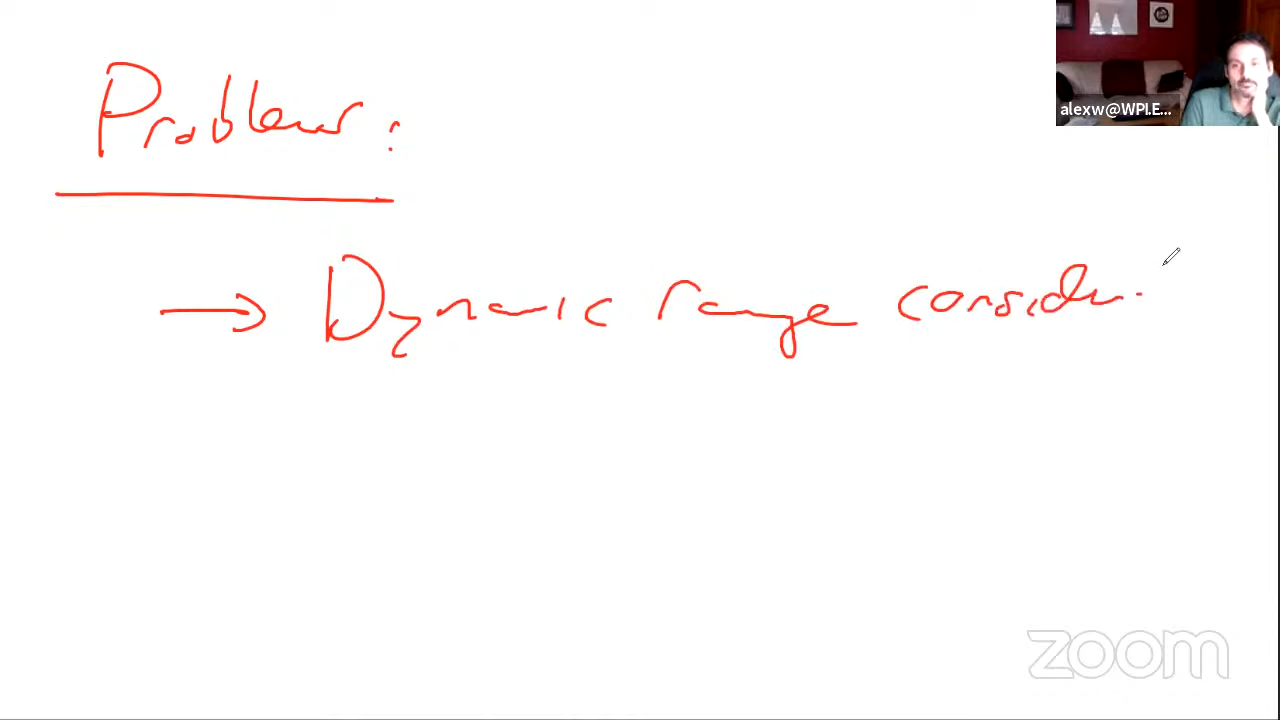 Problem:
→ Dynamic range consider.
alexw@WPI.E...
zoom